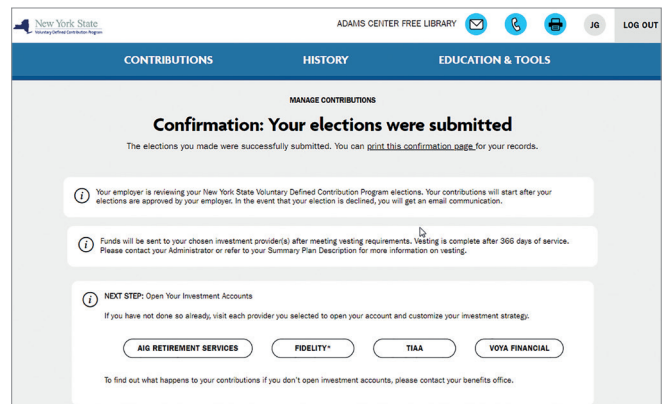 New York State
Voluntary Defined Contribution Program
ADAMS CENTER FREE LIBRARY
JG
LOG OUT
CONTRIBUTIONS
HISTORY
EDUCATION & TOOLS
MANAGE CONTRIBUTIONS
Confirmation: Your elections were submitted
The elections you made were successfully submitted. You can print this confirmation page for your records.
Your employer is reviewing your New York State Voluntary Defined Contribution Program elections. Your contributions will start after your
elections are approved by your employer. In the event that your election is declined, you will get an email communication.
Funds will be sent to your chosen investment provider(s) after meeting vesting requirements. Vesting is complete after 366 days of service.
Please contact your Administrator or refer to your Summary Plan Description for more information on vesting.
NEXT STEP: Open Your Investment Accounts
If you have not done so already, visit each provider you selected to open your account and customize your investment strategy.
AIG RETIREMENT SERVICES
FIDELITY*
TIAA
VOYA FINANCIAL
To find out what happens to your contributions if you don't open investment accounts, please contact your benefits office.